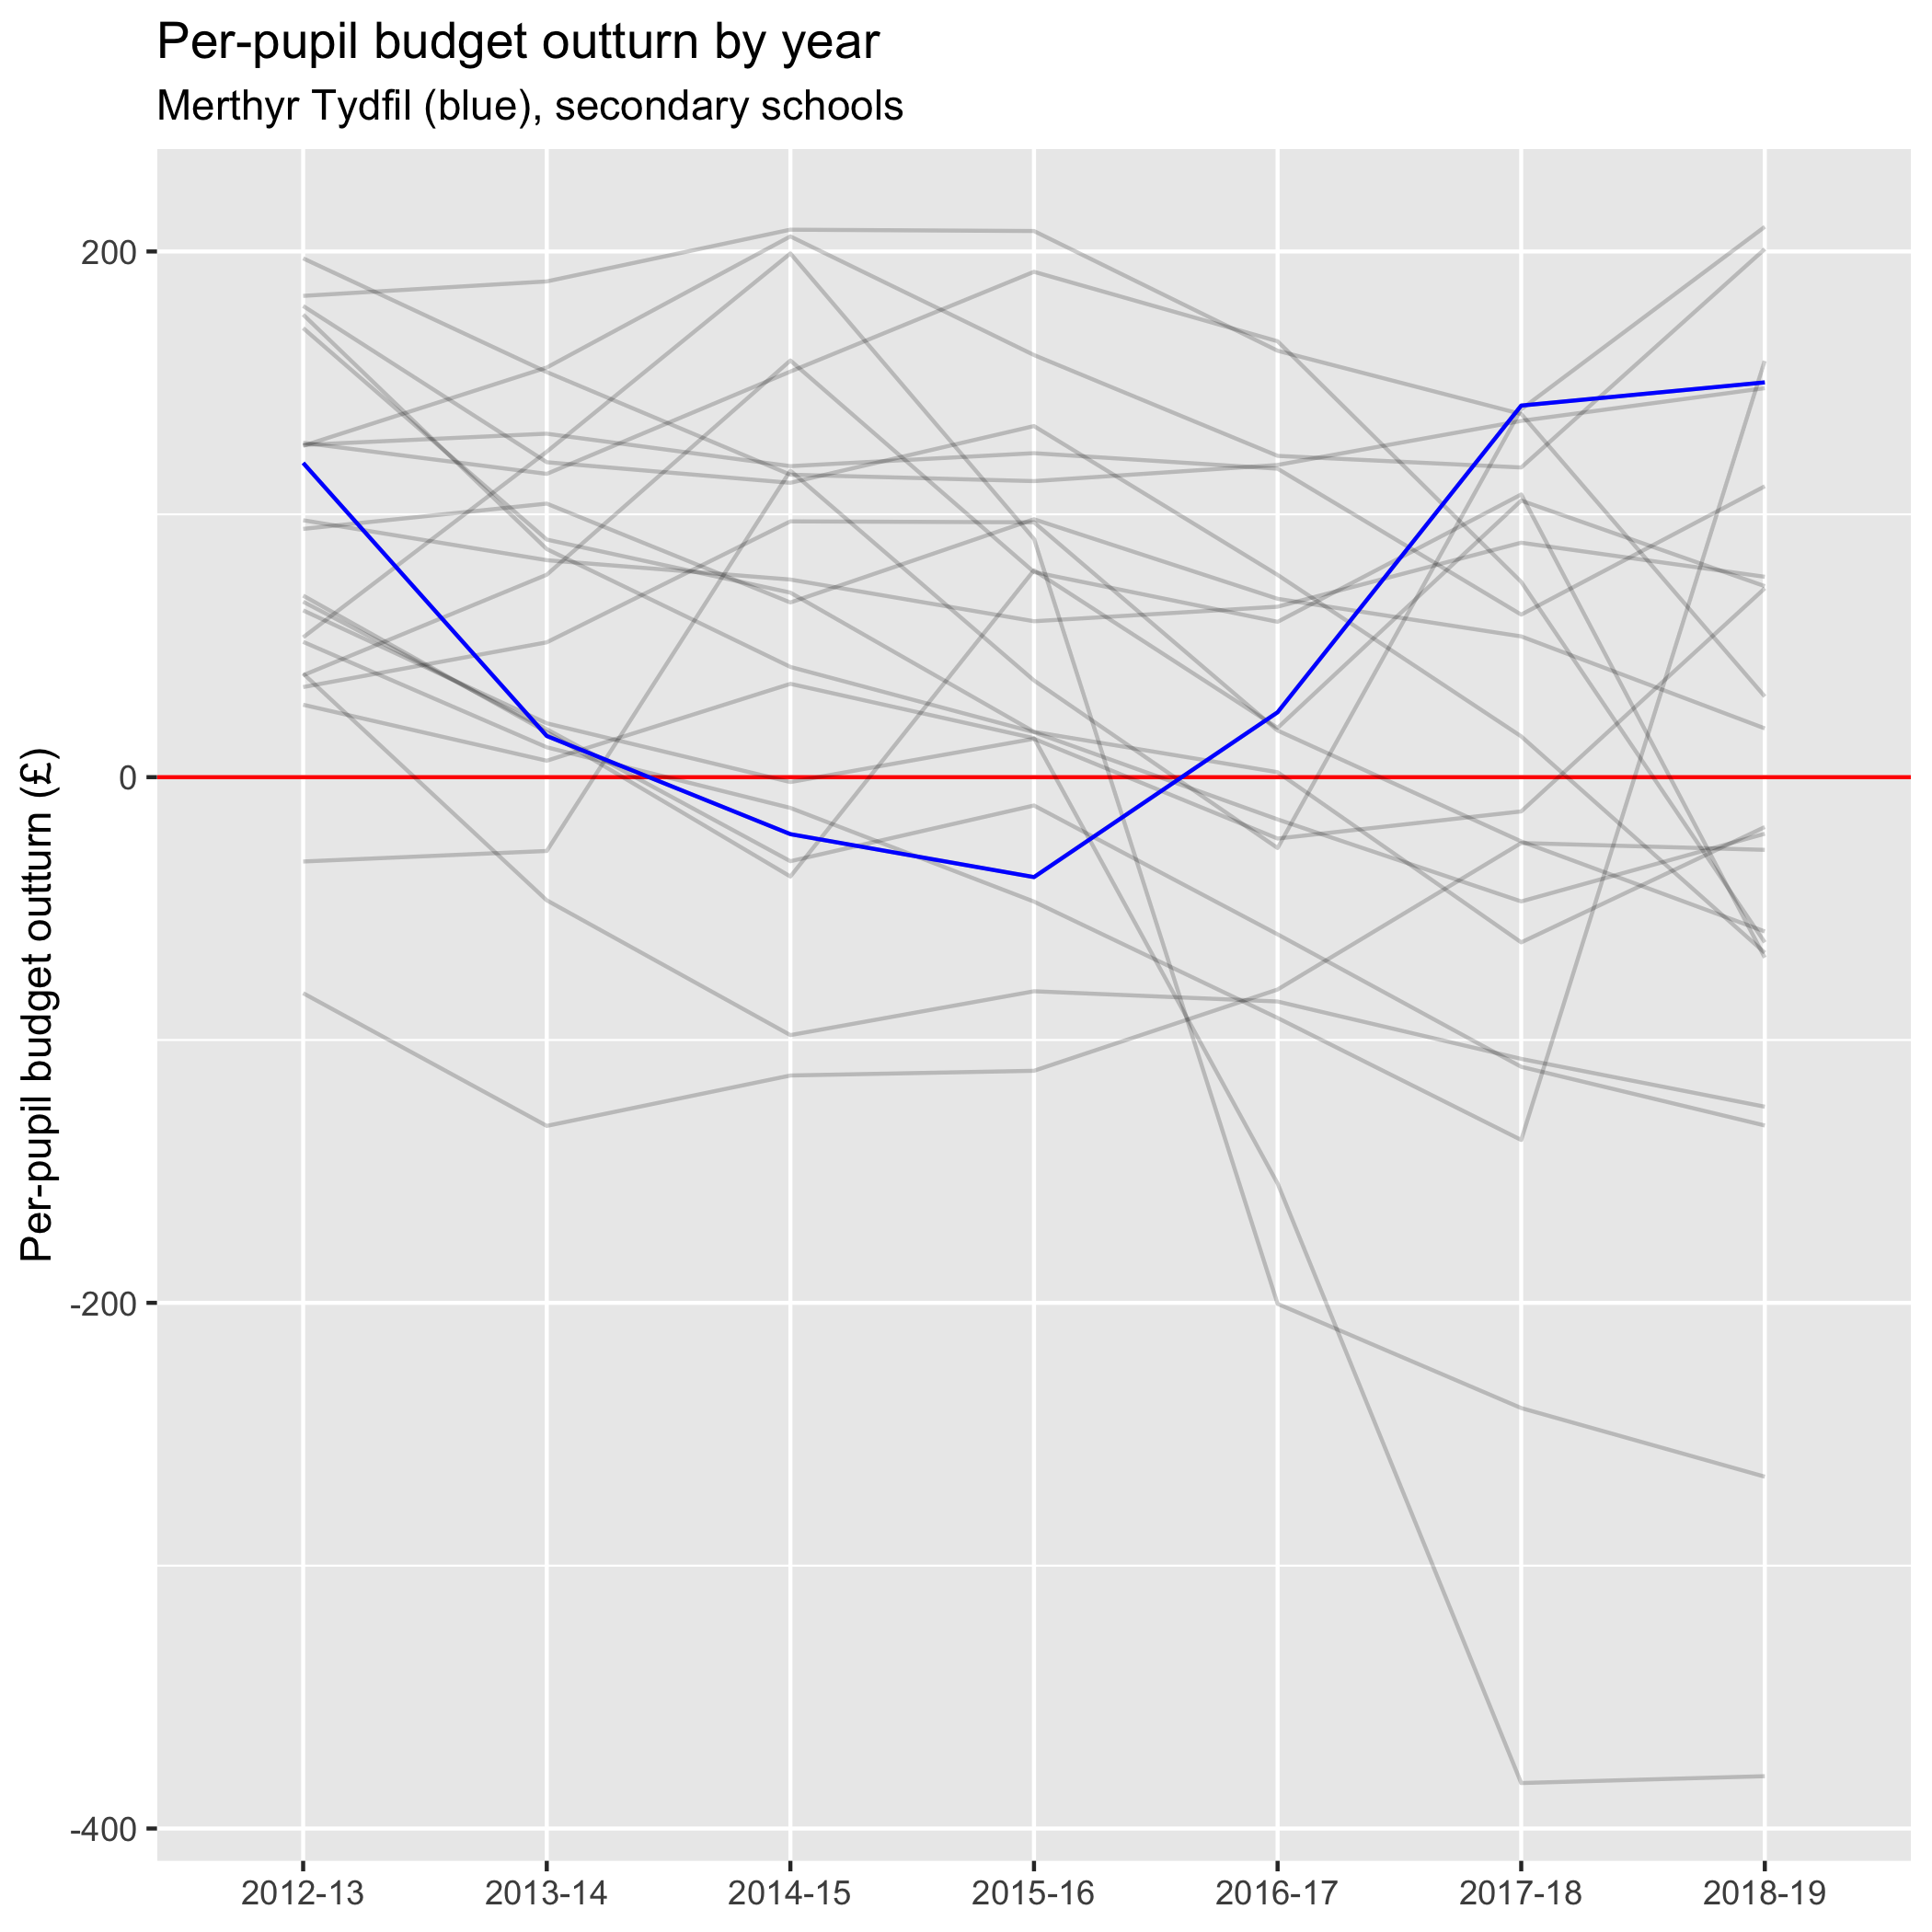 Per-pupil budget outturn by year
Merthyr Tydfil (blue), secondary schools
Per-pupil budget outturn (£)
200
0
-200
-400
2012-13 2013-14 2014-15 2015-16 2016-17 2017-18 2018-19